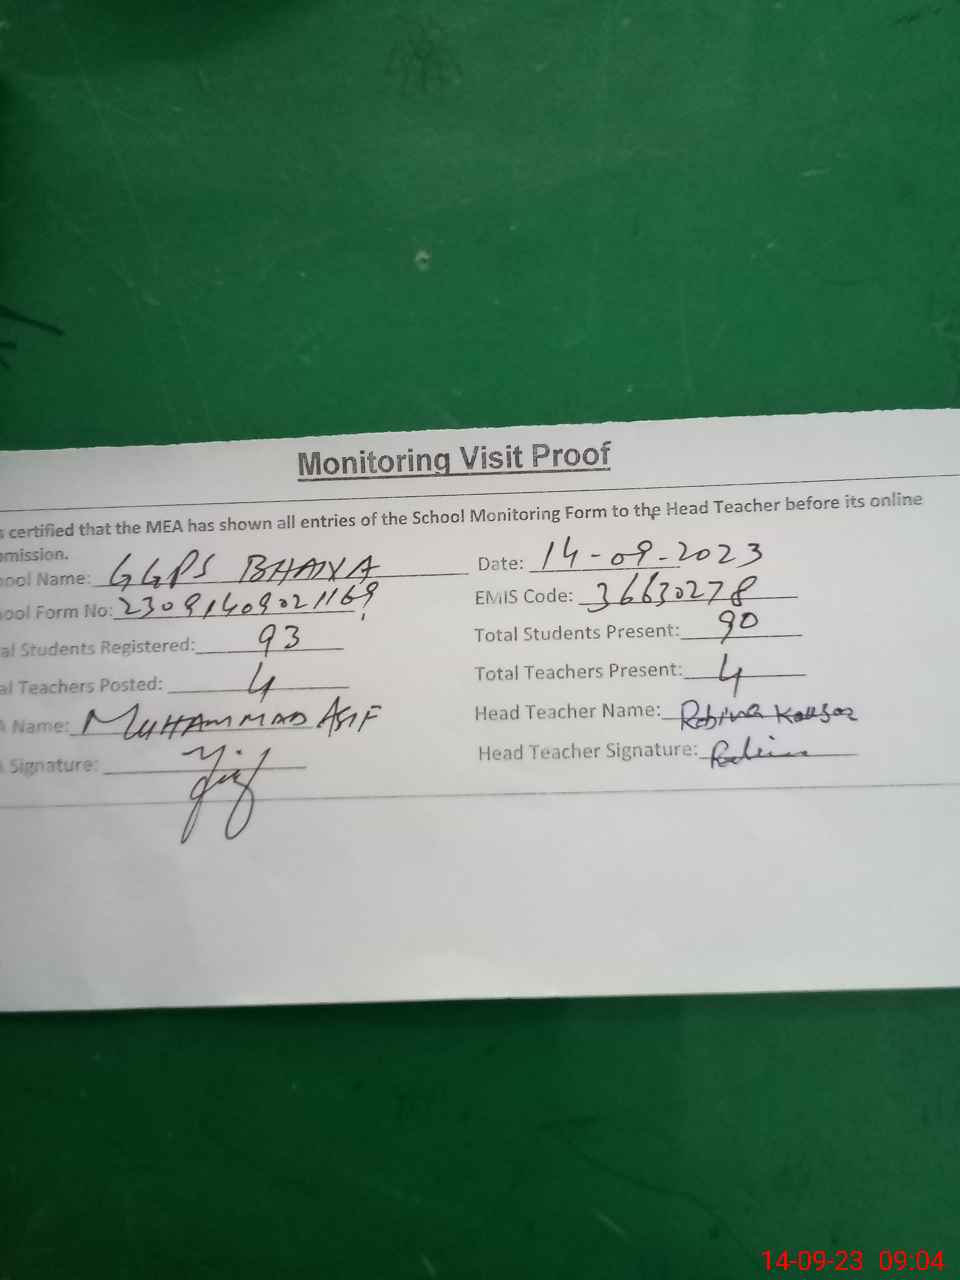 Monitoring Visit Proof
s certified that the MEA has shown all entries of the School Monitoring Form to the Head Teacher before its online
mission.
ool Name: GGPS BHAIYA Date: 14-09-2023
ool Form No: 230914090211169 EMIS Code: 36630278
al Students Registered: 93 Total Students Present: 90
al Teachers Posted: 4 Total Teachers Present: 4
A Name: MUHAMMAD ASIF Head Teacher Name: Robina Kousar
Signature: Head Teacher Signature: Robina
14-09-23 09:04